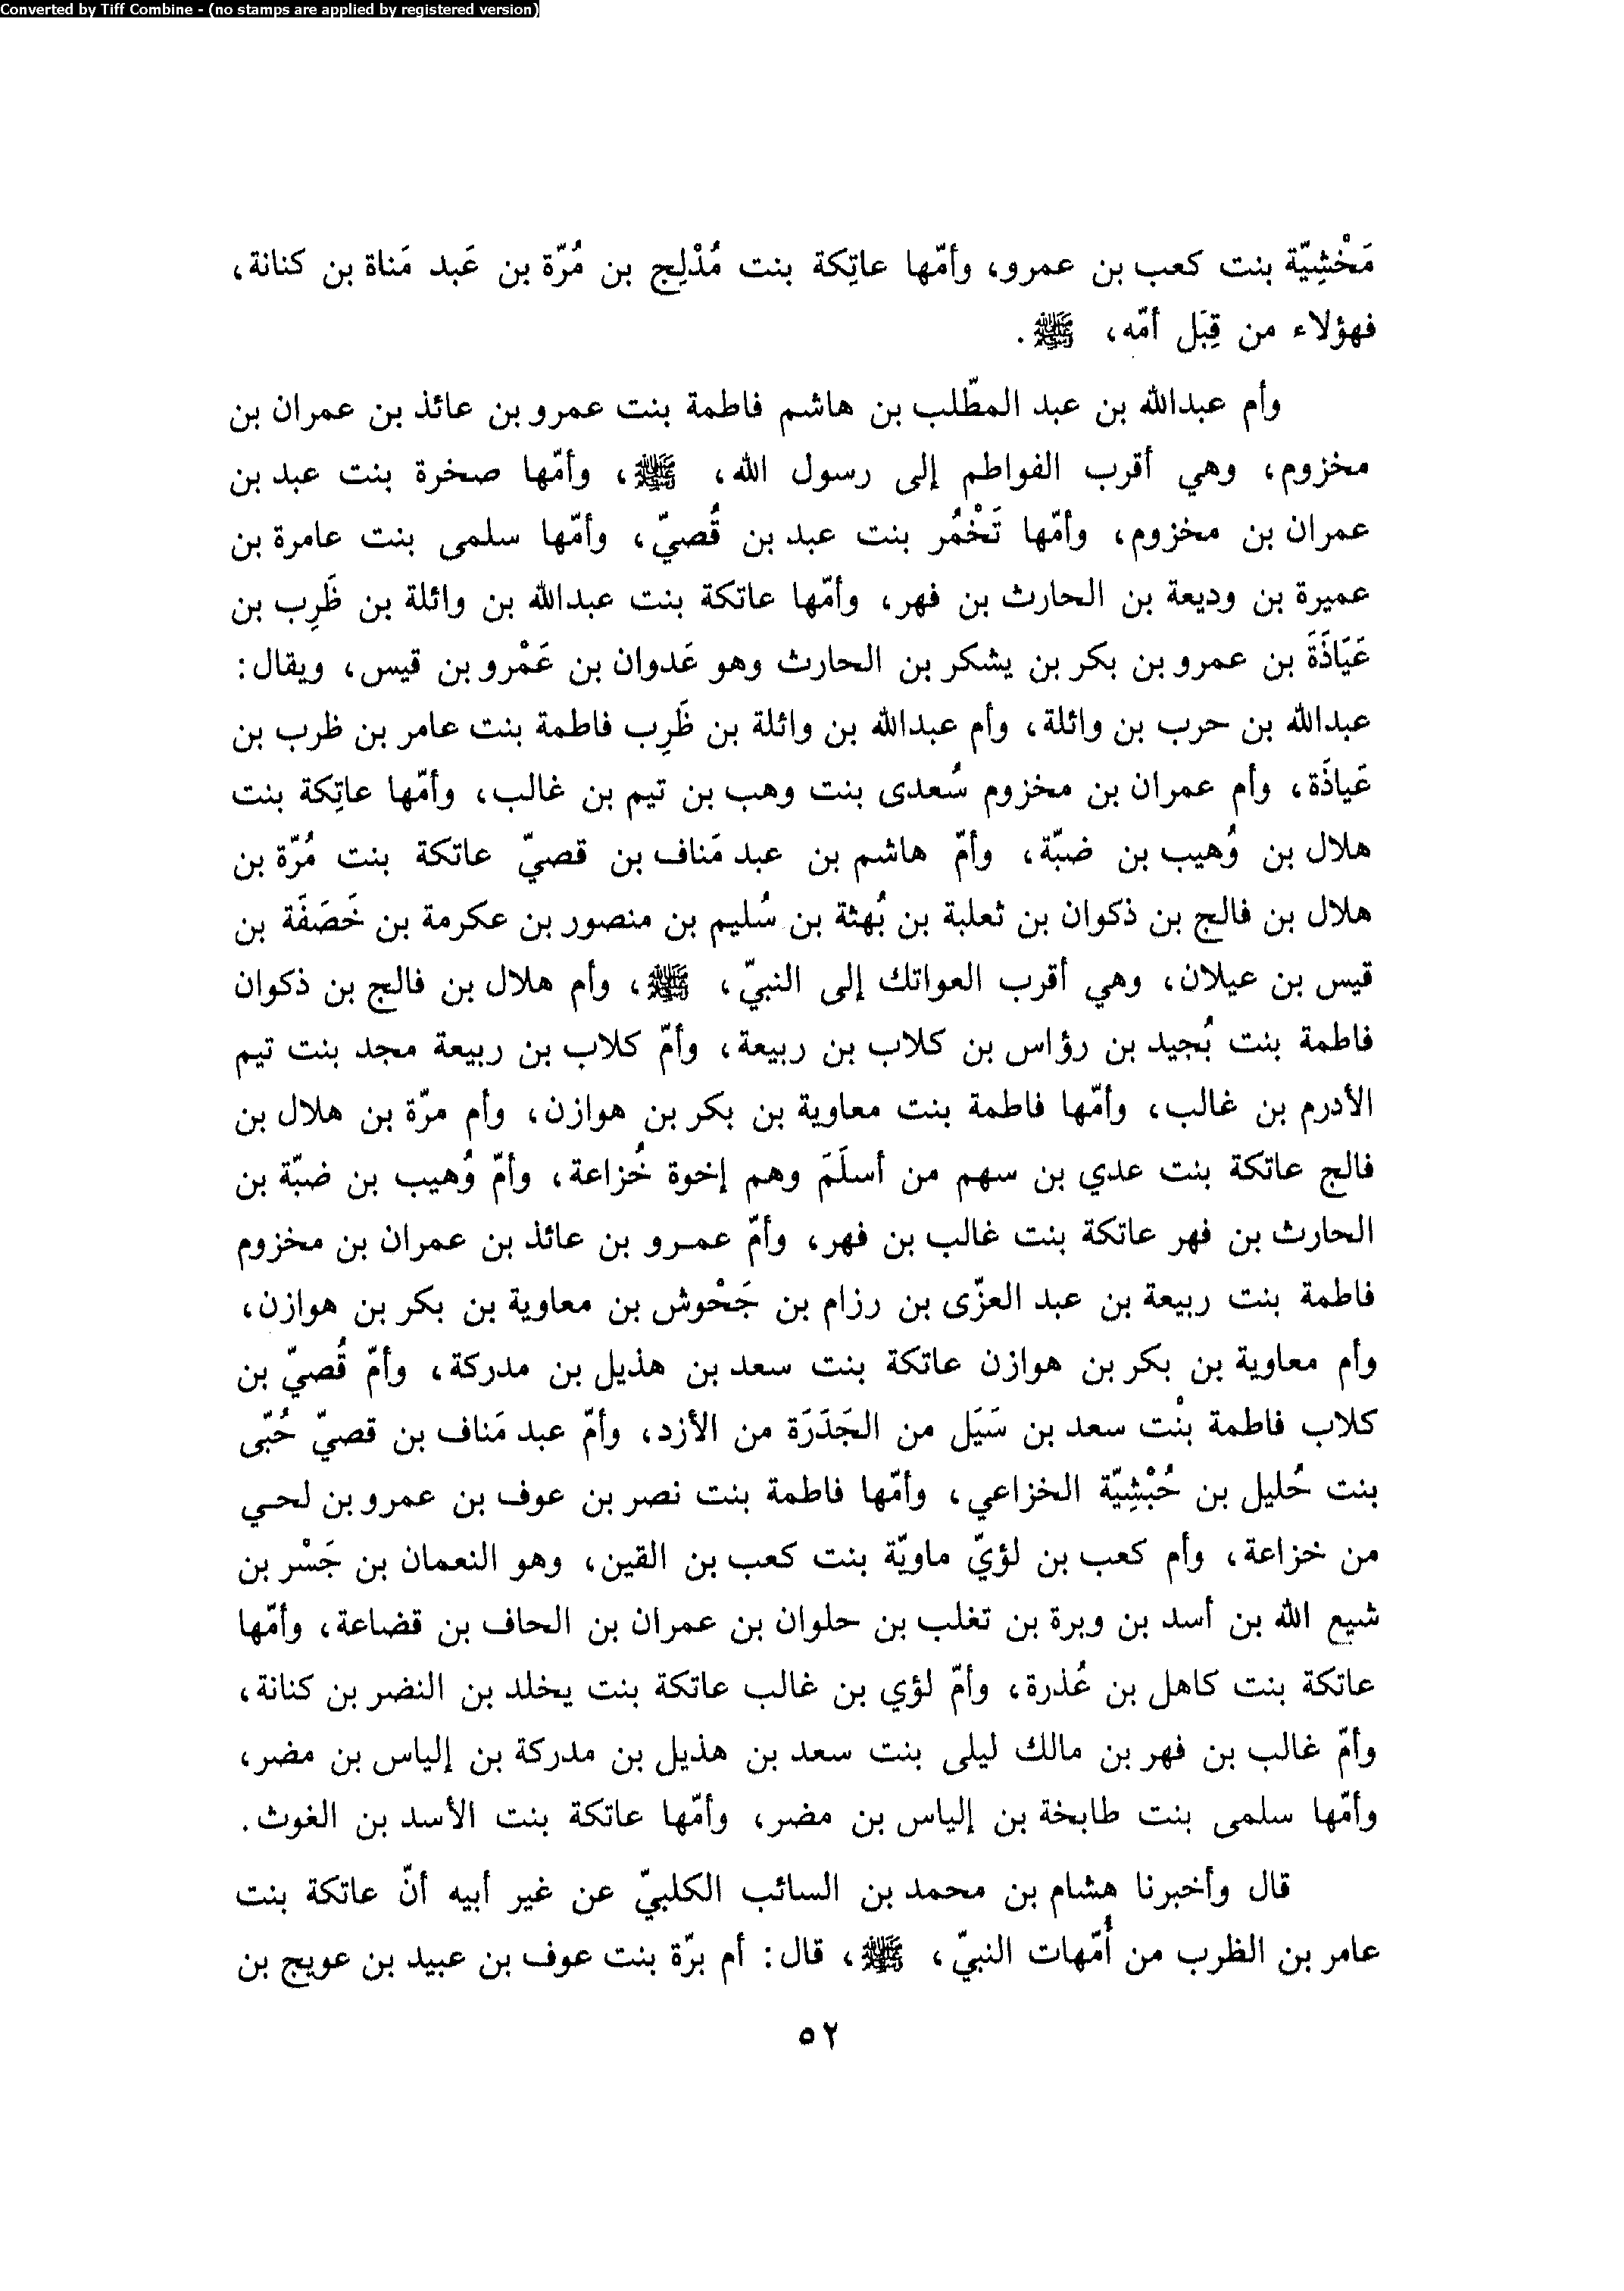 Converted by Tiff Combine - (no stamps are applied by registered version)
مَخْشِيّة بنت كعب بن عمرو، وأمّها عاتِكة بنت مُدْلِج بن مُرّة بن عَبد مَناة بن كنانة،
فهؤلاء من قِبَل أمّه، ﷺ.
وأم عبدالله بن عبد المطّلب بن هاشم فاطمة بنت عمرو بن عائذ بن عمران بن
مخزوم، وهي أقرب الفواطم إلى رسول الله، ﷺ، وأمّها صخرة بنت عبد بن
عمران بن مخزوم، وأمّها تَخْمُر بنت عبد بن قُصيّ، وأمّها سلمى بنت عامرة بن
عميرة بن وديعة بن الحارث بن فهر، وأمّها عاتكة بنت عبدالله بن وائلة بن ظَرِب بن
عَيَاذَةَ بن عمرو بن بكر بن يشكر بن الحارث وهو عَدوان بن عَمْرو بن قيس، ويقال:
عبدالله بن حرب بن وائلة، وأم عبدالله بن وائلة بن ظَرِب فاطمة بنت عامر بن ظرب بن
عَياذَة، وأم عمران بن مخزوم سُعدى بنت وهب بن تيم بن غالب، وأمّها عاتِكة بنت
هلال بن وُهيب بن ضبّة، وأمّ هاشم بن عبد مَناف بن قصيّ عاتكة بنت مُرّة بن
هلال بن فالج بن ذكوان بن ثعلبة بن بُهثة بن سُليم بن منصور بن عكرمة بن خَصَفَة بن
قيس بن عيلان، وهي أقرب العواتك إلى النبيّ، ﷺ، وأم هلال بن فالج بن ذكوان
فاطمة بنت بُجيد بن رؤاس بن كلاب بن ربيعة، وأمّ كلاب بن ربيعة مجد بنت تيم
الأدرم بن غالب، وأمّها فاطمة بنت معاوية بن بكر بن هوازن، وأم مرّة بن هلال بن
فالج عاتكة بنت عدي بن سهم من أسلَمَ وهم إخوة خُزاعة، وأمّ وُهيب بن ضبّة بن
الحارث بن فهر عاتكة بنت غالب بن فهر، وأمّ عمرو بن عائذ بن عمران بن مخزوم
فاطمة بنت ربيعة بن عبد العزّى بن رزام بن جَحْوش بن معاوية بن بكر بن هوازن،
وأم معاوية بن بكر بن هوازن عاتكة بنت سعد بن هذيل بن مدركة، وأمّ قُصيّ بن
كلاب فاطمة بنْت سعد بن سَيَل من الجَدَرَة من الأزد، وأمّ عبد مَناف بن قصيّ حُبّى
بنت حُليل بن حُبْشِيّة الخزاعي، وأمّها فاطمة بنت نصر بن عوف بن عمرو بن لحي
من خزاعة، وأم كعب بن لؤيّ ماويّة بنت كعب بن القين، وهو النعمان بن جَسْر بن
شيع الله بن أسد بن وبرة بن تغلب بن حلوان بن عمران بن الحاف بن قضاعة، وأمّها
عاتكة بنت كاهل بن عُذرة، وأمّ لؤي بن غالب عاتكة بنت يخلد بن النضر بن كنانة،
وأمّ غالب بن فهر بن مالك ليلى بنت سعد بن هذيل بن مدركة بن إلياس بن مضر،
وأمّها سلمى بنت طابخة بن إلياس بن مضر، وأمّها عاتكة بنت الأسد بن الغوث.
قال وأخبرنا هشام بن محمد بن السائب الكلبيّ عن غير أبيه أنّ عاتكة بنت
عامر بن الظرب من أُمّهات النبيّ، ﷺ، قال: أم برّة بنت عوف بن عبيد بن عويج بن
٥٢